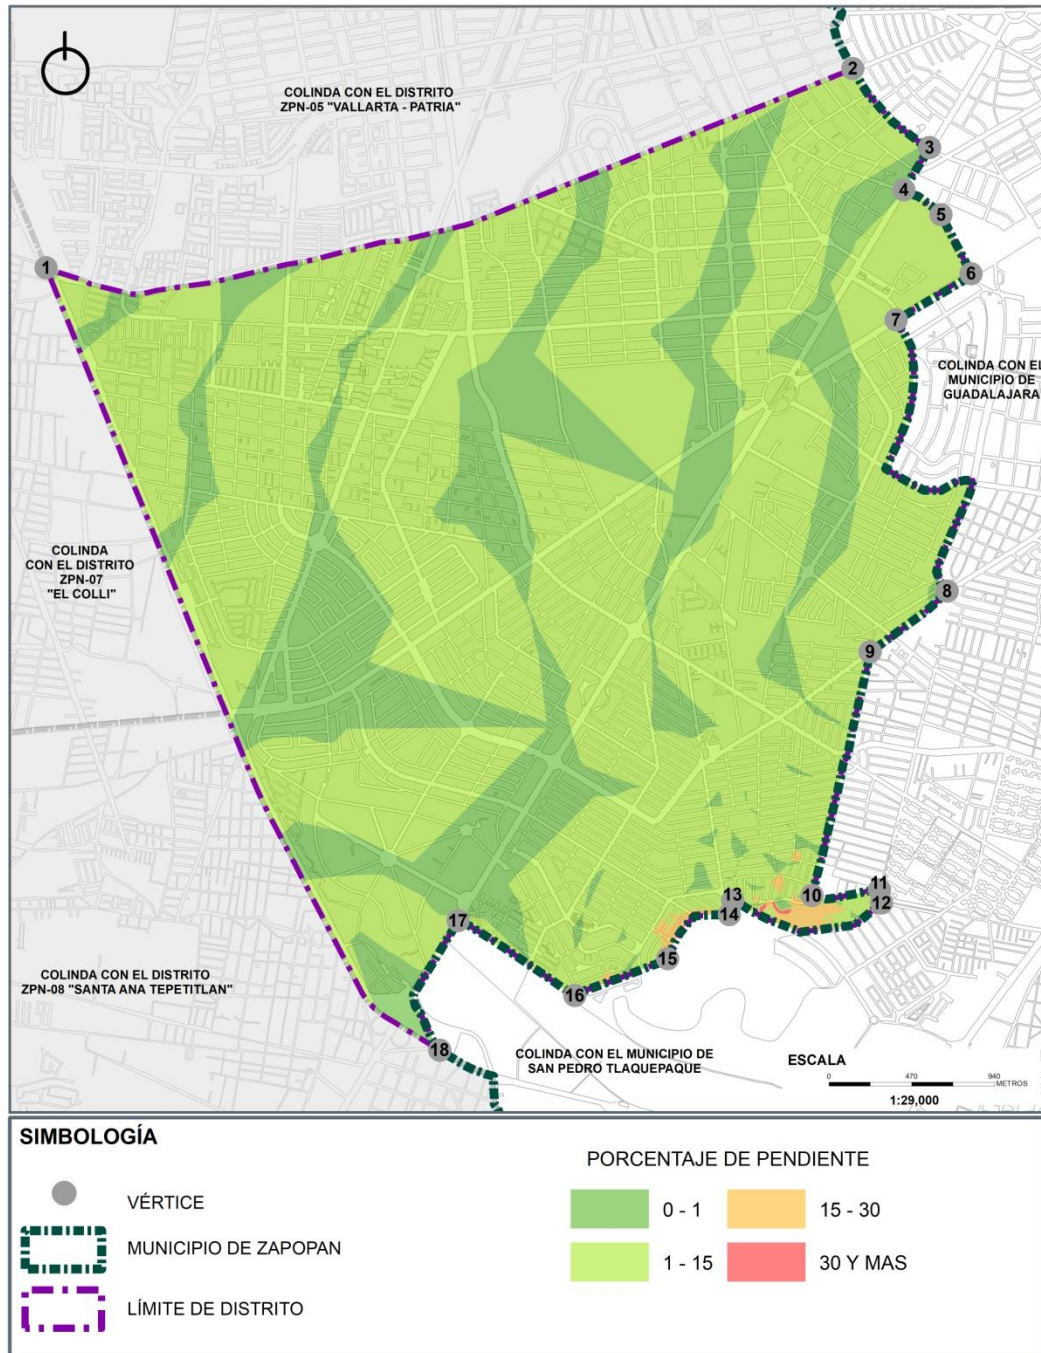 COLINDA CON EL DISTRITO
ZPN-05 "VALLARTA - PATRIA"
2
3
4
5
6
1
7
COLINDA CON EL
MUNICIPIO DE
GUADALAJARA
COLINDA
CON EL DISTRITO
ZPN-07
"EL COLLI"
8
9
10
11
12
13
14
17
15
16
COLINDA CON EL DISTRITO
ZPN-08 "SANTA ANA TEPETITLAN"
18
COLINDA CON EL MUNICIPIO DE
SAN PEDRO TLAQUEPAQUE
ESCALA
0 470 940
METROS
1:29,000
SIMBOLOGÍA
VÉRTICE
MUNICIPIO DE ZAPOPAN
LÍMITE DE DISTRITO
PORCENTAJE DE PENDIENTE
0 - 1
15 - 30
1 - 15
30 Y MAS